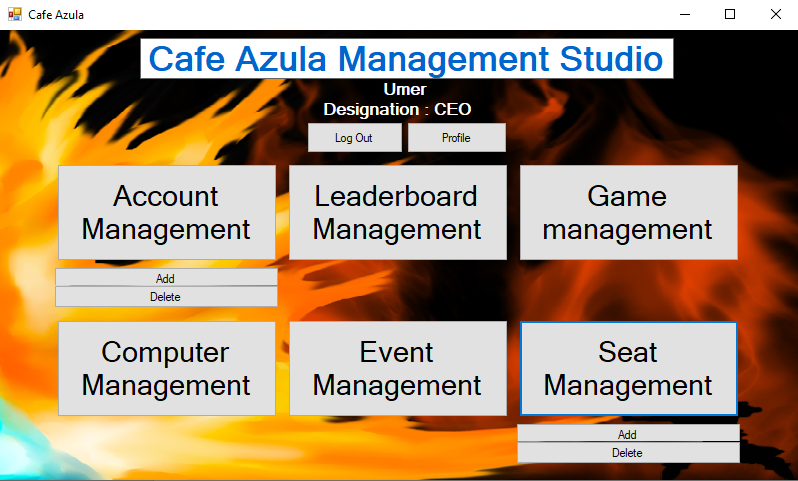 Cafe Azula
Cafe Azula Management Studio
Umer
Designation : CEO
Log Out
Profile
Account
Management
Leaderboard
Management
Game
management
Add
Delete
Computer
Management
Event
Management
Seat
Management
Add
Delete